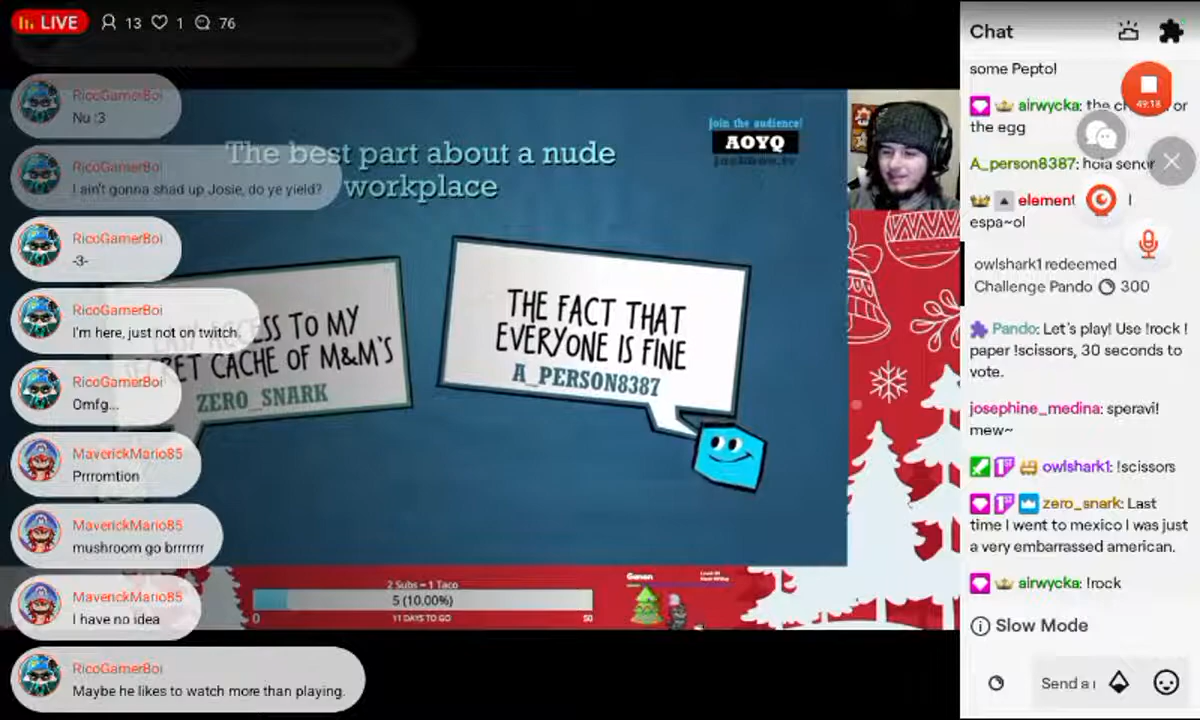 LIVE 13 1 76
RicoGamerBoi
Nu :3
RicoGamerBoi
I ain't gonna shad up Josie, do ye yield?
RicoGamerBoi
-3-
RicoGamerBoi
I'm here, just not on twitch.
RicoGamerBoi
Omfg...
MaverickMario85
Prrromtion
MaverickMario85
mushroom go brrrrrrr
MaverickMario85
I have no idea
RicoGamerBoi
Maybe he likes to watch more than playing.
The best part about a nude
workplace
join the audience!
AOYQ
jackbox.tv
ACCESS TO MY
CACHE OF M&M'S
ZERO_SNARK
THE FACT THAT
EVERYONE IS FINE
A_PERSON8387
2 Subs = 1 Taco
5 (10.00%)
0 11 DAYS TO GO 50
Ganon
Chat
some Pepto!
49:18
airwycka: the or
the egg
A_person8387: hola senor
element
espa~ol
owlshark1 redeemed
Challenge Pando 300
Pando: Let's play! Use !rock !
paper !scissors, 30 seconds to
vote.
josephine_medina: speravi!
mew~
owlshark1: !scissors
zero_snark: Last
time I went to mexico I was just
a very embarrassed american.
airwycka: !rock
Slow Mode
Send a